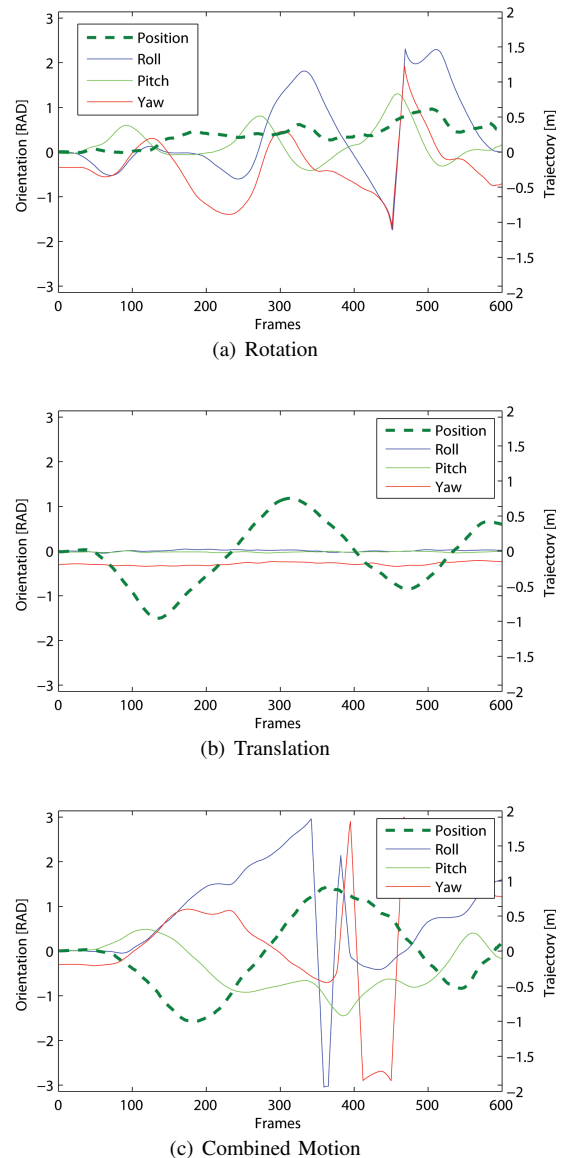 3
2
1
0
−1
−2
−3
Orientation [RAD]
Position
Roll
Pitch
Yaw
2
1.5
1
0.5
0
-0.5
-1
-1.5
-2
Trajectory [m]
0 100 200 300 400 500 600
Frames
(a) Rotation
3
2
1
0
−1
−2
−3
Orientation [RAD]
Position
Roll
Pitch
Yaw
2
1.5
1
0.5
0
-0.5
-1
-1.5
-2
Trajectory [m]
0 100 200 300 400 500 600
Frames
(b) Translation
3
2
1
0
−1
−2
−3
Orientation [RAD]
Position
Roll
Pitch
Yaw
2
1.5
1
0.5
0
-0.5
-1
-1.5
-2
Trajectory [m]
0 100 200 300 400 500 600
Frames
(c) Combined Motion